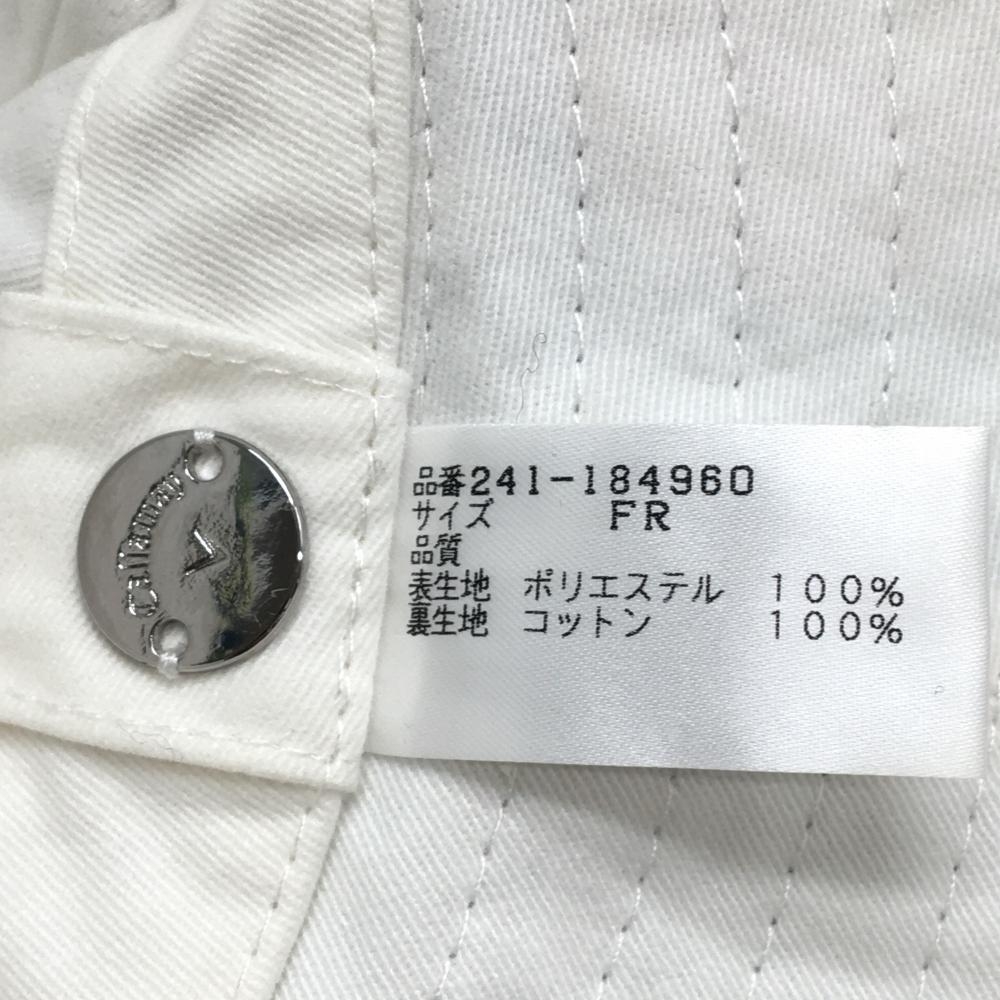 Callaway
品番241-184960
サイズ FR
品質
表生地 ポリエステル 100%
裏生地 コットン 100%